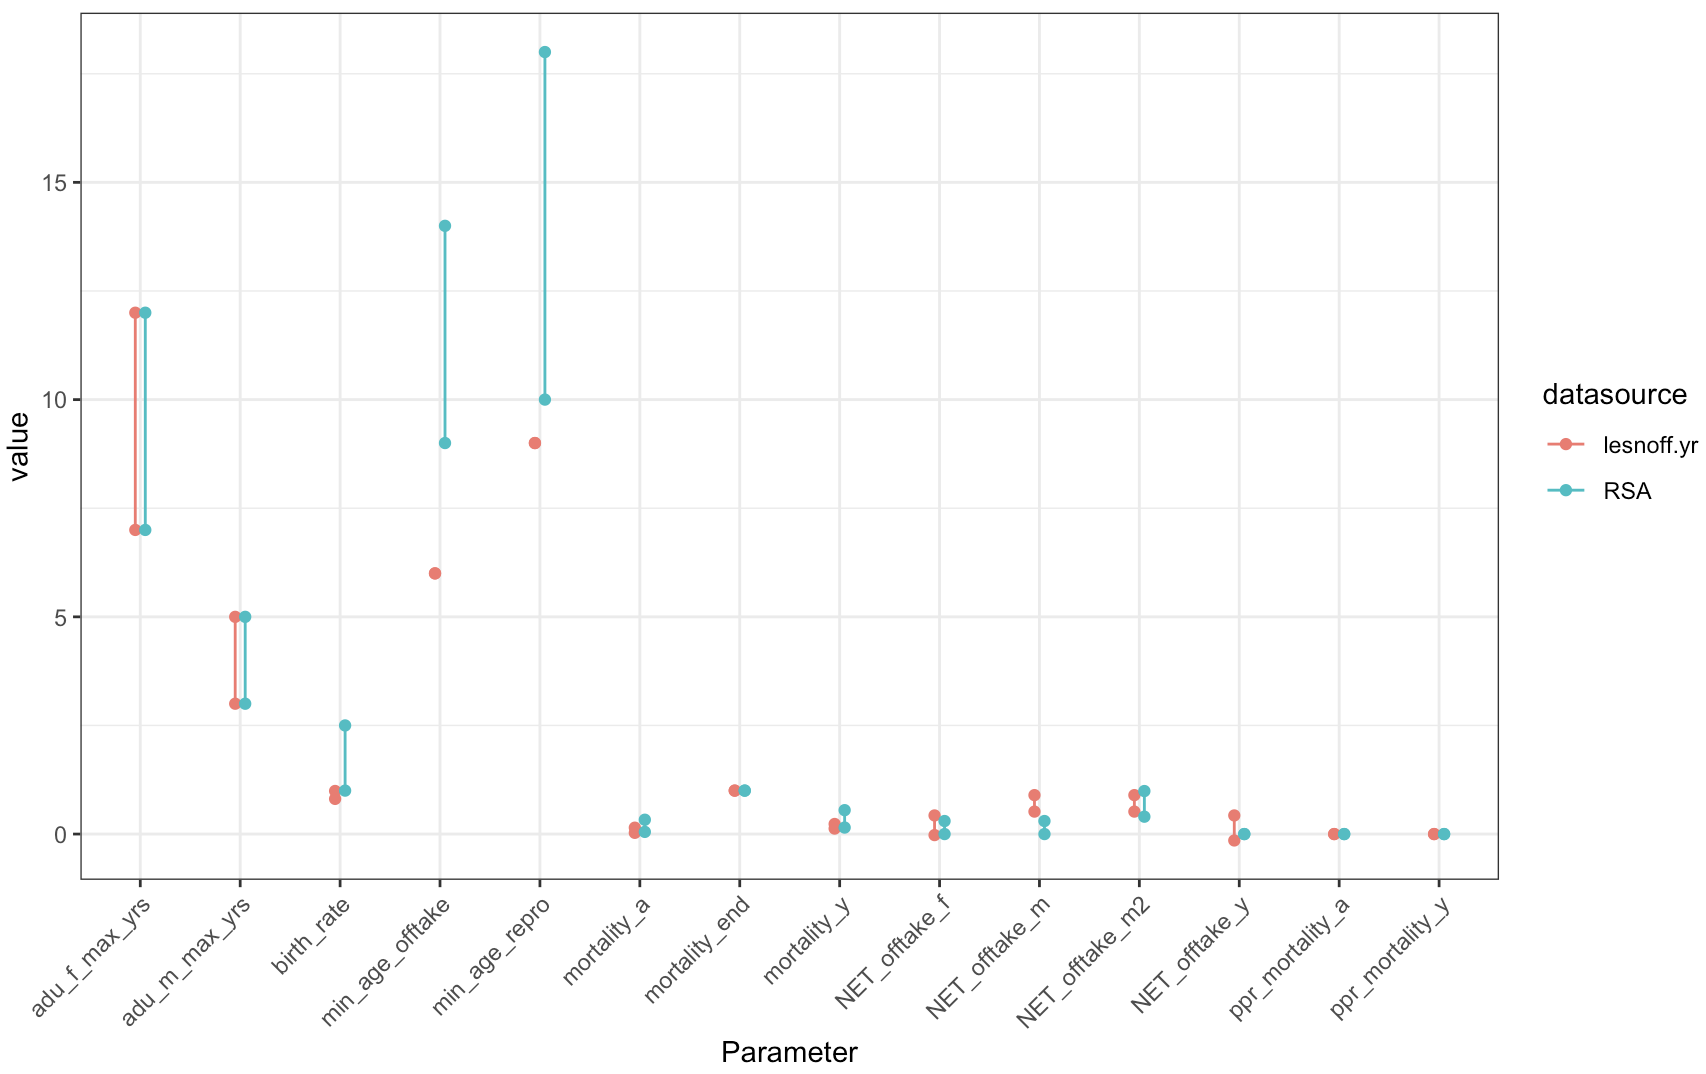 value
15
10
5
0
adu_f_max_yrs
adu_m_max_yrs
birth_rate
min_age_offtake
min_age_repro
mortality_a
mortality_end
mortality_y
NET_offtake_f
NET_offtake_m
NET_offtake_m2
NET_offtake_y
ppr_mortality_a
ppr_mortality_y
Parameter
datasource
lesnoff.yr
RSA